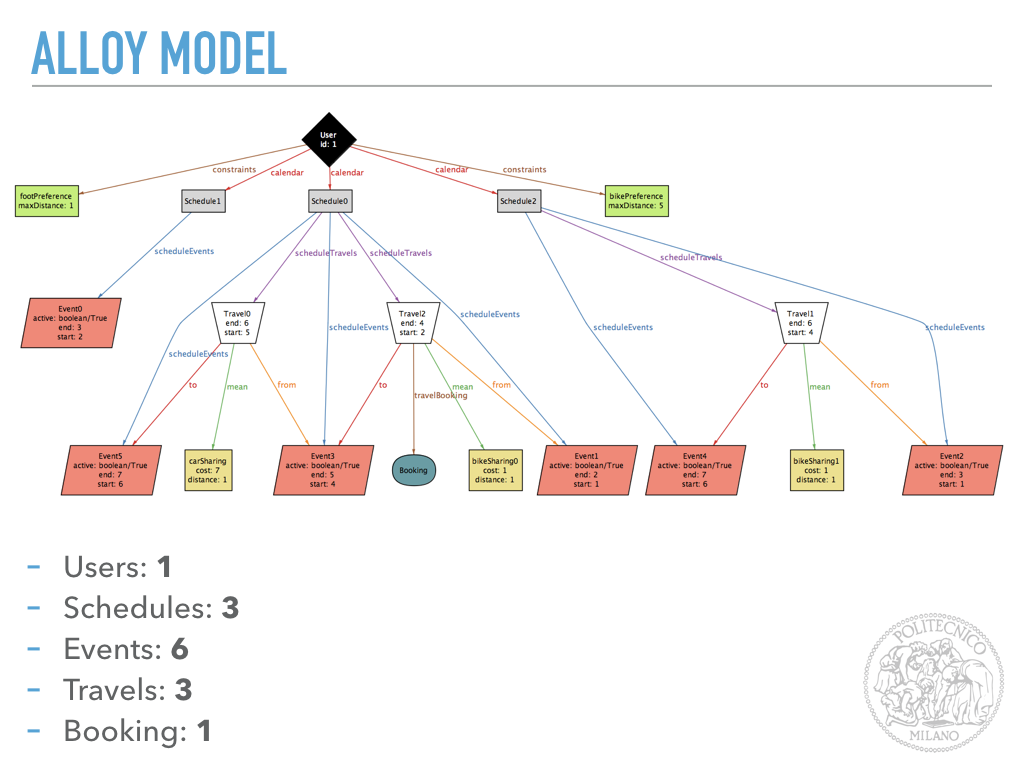 ALLOY MODEL
User
id: 1
constraints
calendar
calendar
calendar
constraints
footPreference
maxDistance: 1
Schedule1
Schedule0
Schedule2
bikePreference
maxDistance: 5
scheduleEvents
scheduleTravels
scheduleTravels
scheduleTravels
Event0
active: boolean/True
end: 3
start: 2
Travel0
end: 6
start: 5
Travel2
end: 4
start: 2
Travel1
end: 6
start: 4
scheduleEvents
scheduleEvents
scheduleEvents
scheduleEvents
scheduleEvents
to
mean
from
to
mean
from
travelBooking
to
mean
from
Event5
active: boolean/True
end: 7
start: 6
carSharing
cost: 7
distance: 1
Event3
active: boolean/True
end: 5
start: 4
Booking
bikeSharing0
cost: 1
distance: 1
Event1
active: boolean/True
end: 2
start: 1
Event4
active: boolean/True
end: 7
start: 6
bikeSharing1
cost: 1
distance: 1
Event2
active: boolean/True
end: 3
start: 1
- Users: 1
- Schedules: 3
- Events: 6
- Travels: 3
- Booking: 1
POLITECNICO
MILANO